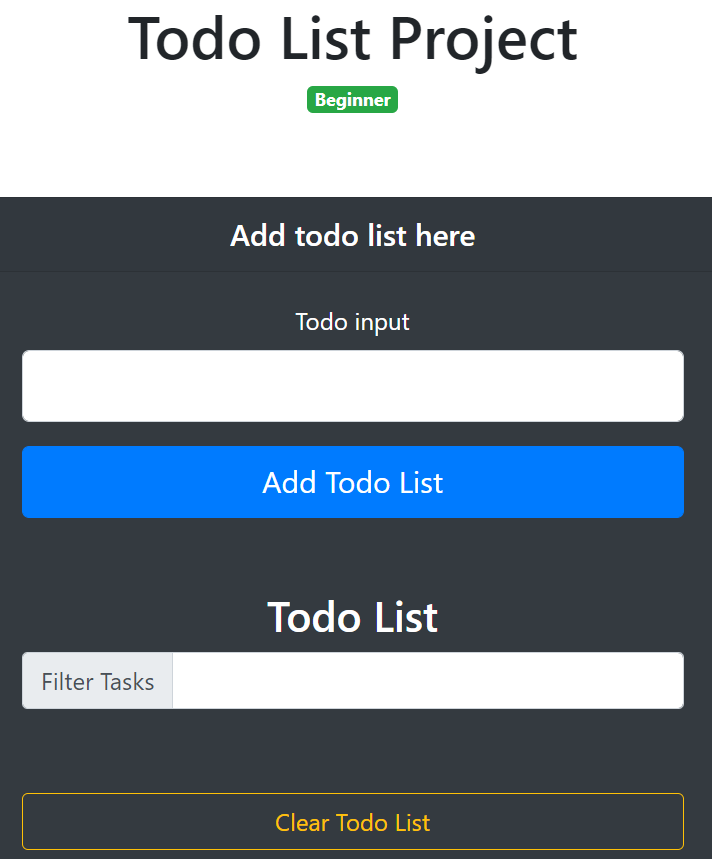 Todo List Project
Beginner
Add todo list here
Todo input
Add Todo List
Todo List
Filter Tasks
Clear Todo List